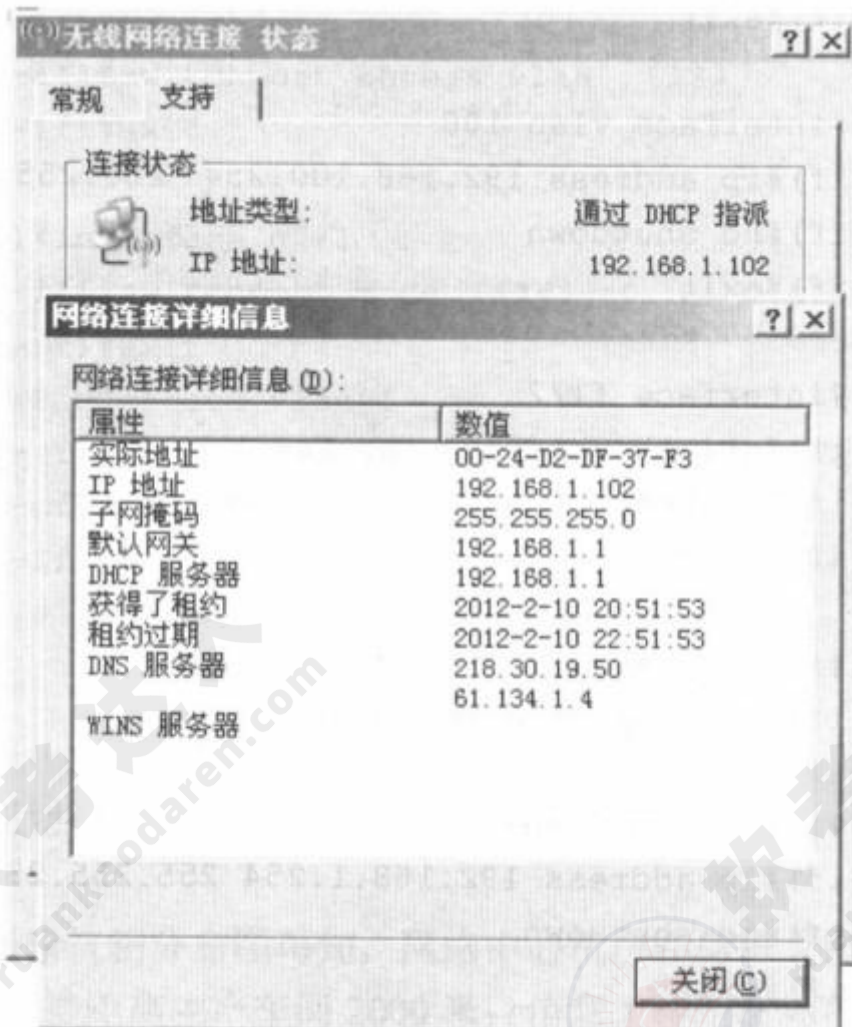 无线网络连接 状态
常规 支持
连接状态
地址类型: 通过 DHCP 指派
IP 地址: 192.168.1.102
网络连接详细信息
网络连接详细信息(D):
属性 数值
实际地址 00-24-D2-DF-37-F3
IP 地址 192.168.1.102
子网掩码 255.255.255.0
默认网关 192.168.1.1
DHCP 服务器 192.168.1.1
获得了租约 2012-2-10 20:51:53
租约过期 2012-2-10 22:51:53
DNS 服务器 218.30.19.50
61.134.1.4
WINS 服务器
关闭(C)